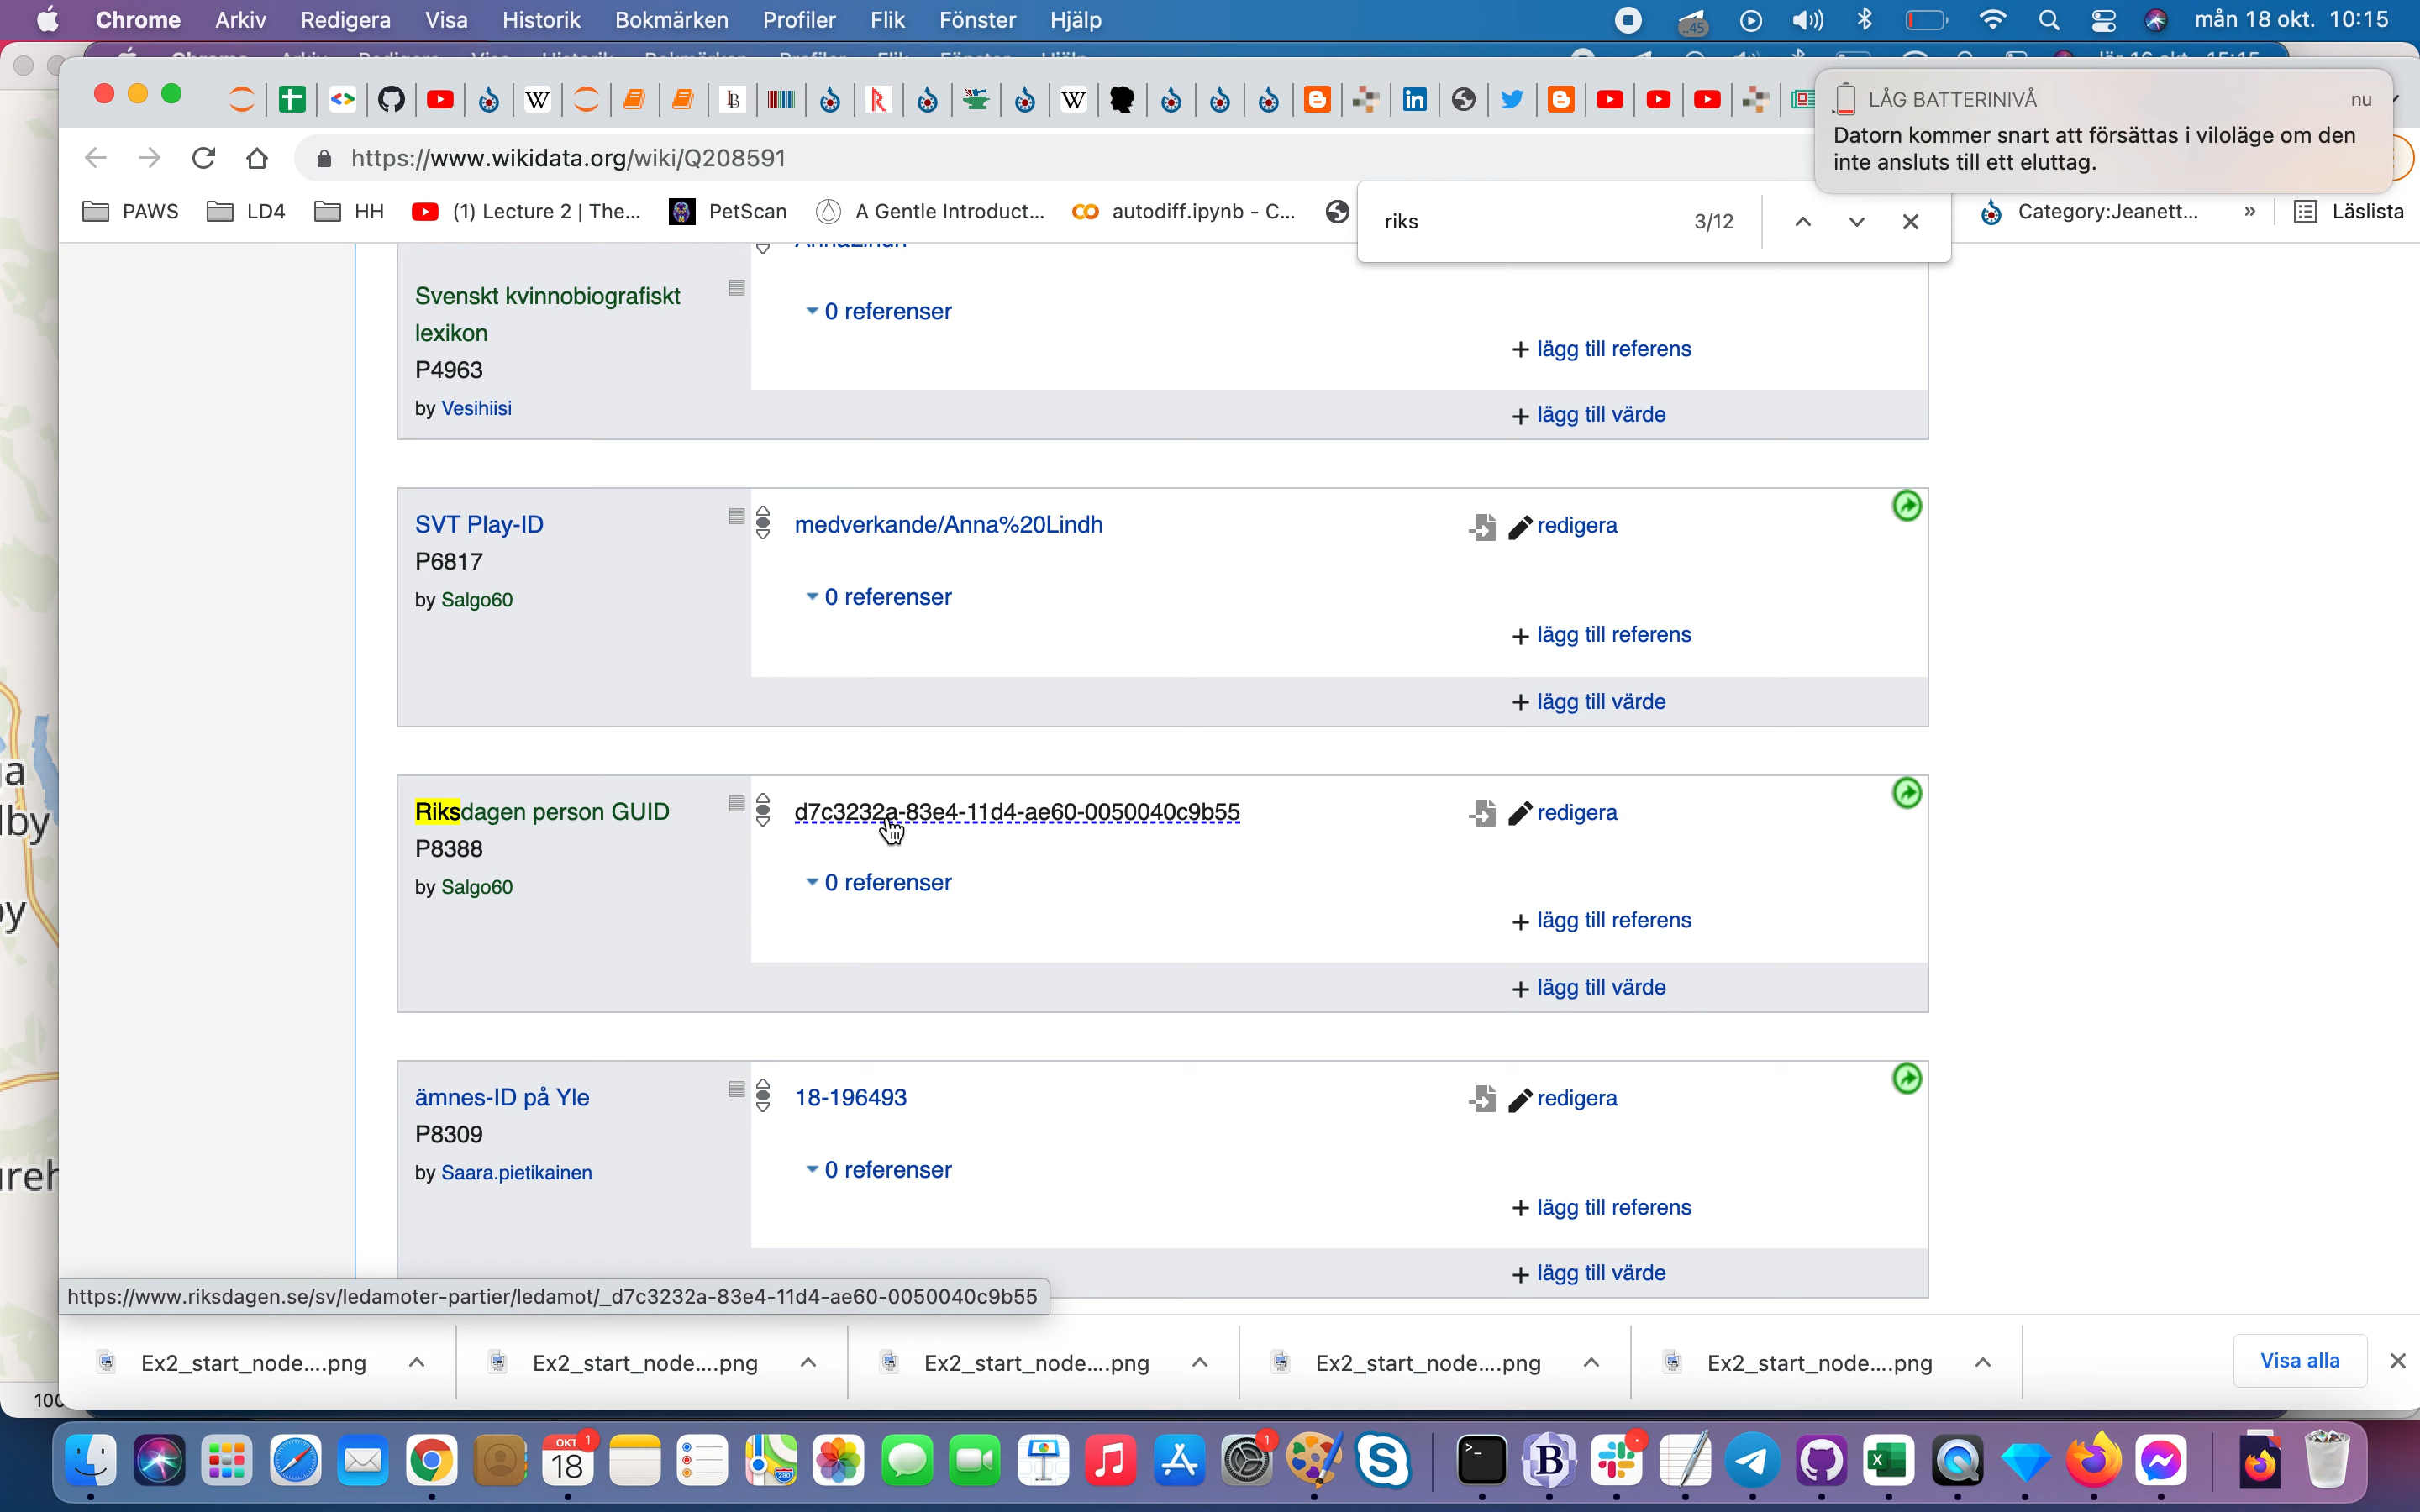 Chrome Arkiv Redigera Visa Historik Bokmärken Profiler Flik Fönster Hjälp
..45
mån 18 okt. 10:15
LÅG BATTERINIVÅ nu
Datorn kommer snart att försättas i viloläge om den
inte ansluts till ett eluttag.
https://www.wikidata.org/wiki/Q208591
PAWS LD4 HH (1) Lecture 2 | The... PetScan A Gentle Introduct... autodiff.ipynb - C... Category:Jeanett... » Läslista
riks 3/12
Svenskt kvinnobiografiskt
lexikon
P4963
by Vesihiisi
0 referenser
+ lägg till referens
+ lägg till värde
SVT Play-ID
P6817
by Salgo60
medverkande/Anna%20Lindh
redigera
0 referenser
+ lägg till referens
+ lägg till värde
Riksdagen person GUID
P8388
by Salgo60
d7c3232a-83e4-11d4-ae60-0050040c9b55
redigera
0 referenser
+ lägg till referens
+ lägg till värde
ämnes-ID på Yle
P8309
by Saara.pietikainen
18-196493
redigera
0 referenser
+ lägg till referens
+ lägg till värde
https://www.riksdagen.se/sv/ledamoter-partier/ledamot/_d7c3232a-83e4-11d4-ae60-0050040c9b55
Ex2_start_node....png
Ex2_start_node....png
Ex2_start_node....png
Ex2_start_node....png
Ex2_start_node....png
Visa alla
OKT
18
1
1